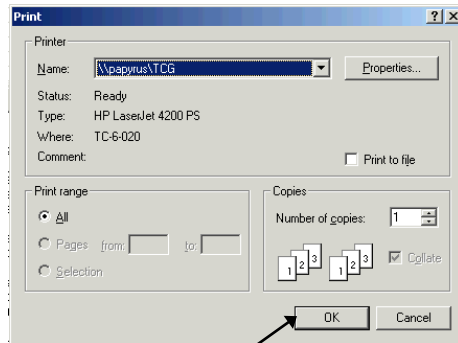 Print
Printer
Name: \\papyrus\TCG Properties...
Status: Ready
Type: HP LaserJet 4200 PS
Where: TC-6-020
Comment: Print to file
Print range
All
Pages from: to:
Selection
Copies
Number of copies: 1
1 2 3 1 2 3 Collate
OK Cancel